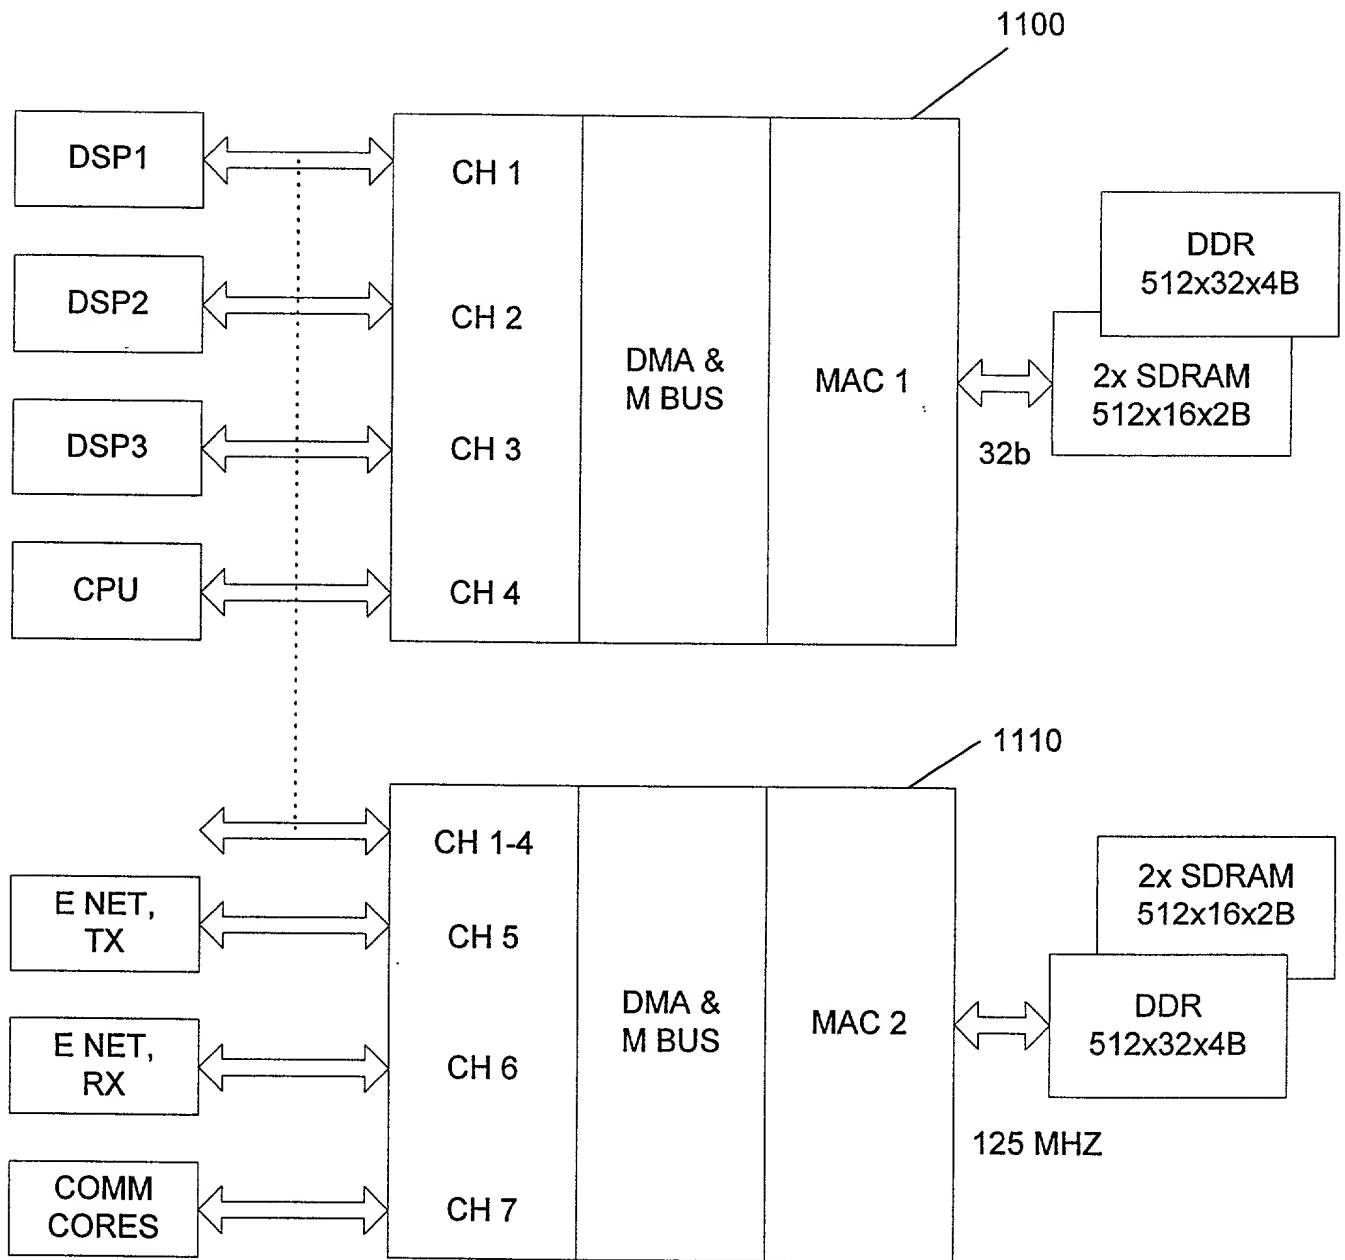 1100
DSP1
CH 1
DSP2
CH 2
DSP3
CH 3
CPU
CH 4
DMA &
M BUS
MAC 1
32b
DDR
512x32x4B
2x SDRAM
512x16x2B
1110
CH 1-4
E NET,
TX
CH 5
E NET,
RX
CH 6
COMM
CORES
CH 7
DMA &
M BUS
MAC 2
125 MHZ
2x SDRAM
512x16x2B
DDR
512x32x4B